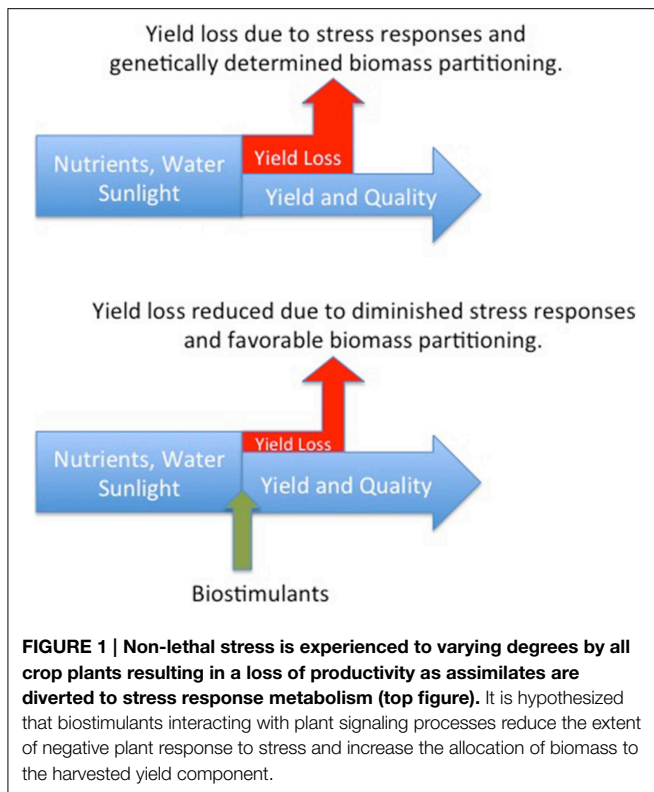 Yield loss due to stress responses and
genetically determined biomass partitioning.
Nutrients, Water
Sunlight
Yield Loss
Yield and Quality
Yield loss reduced due to diminished stress responses
and favorable biomass partitioning.
Nutrients, Water
Sunlight
Yield Loss
Yield and Quality
Biostimulants
FIGURE 1 | Non-lethal stress is experienced to varying degrees by all
crop plants resulting in a loss of productivity as assimilates are
diverted to stress response metabolism (top figure). It is hypothesized
that biostimulants interacting with plant signaling processes reduce the extent
of negative plant response to stress and increase the allocation of biomass to
the harvested yield component.